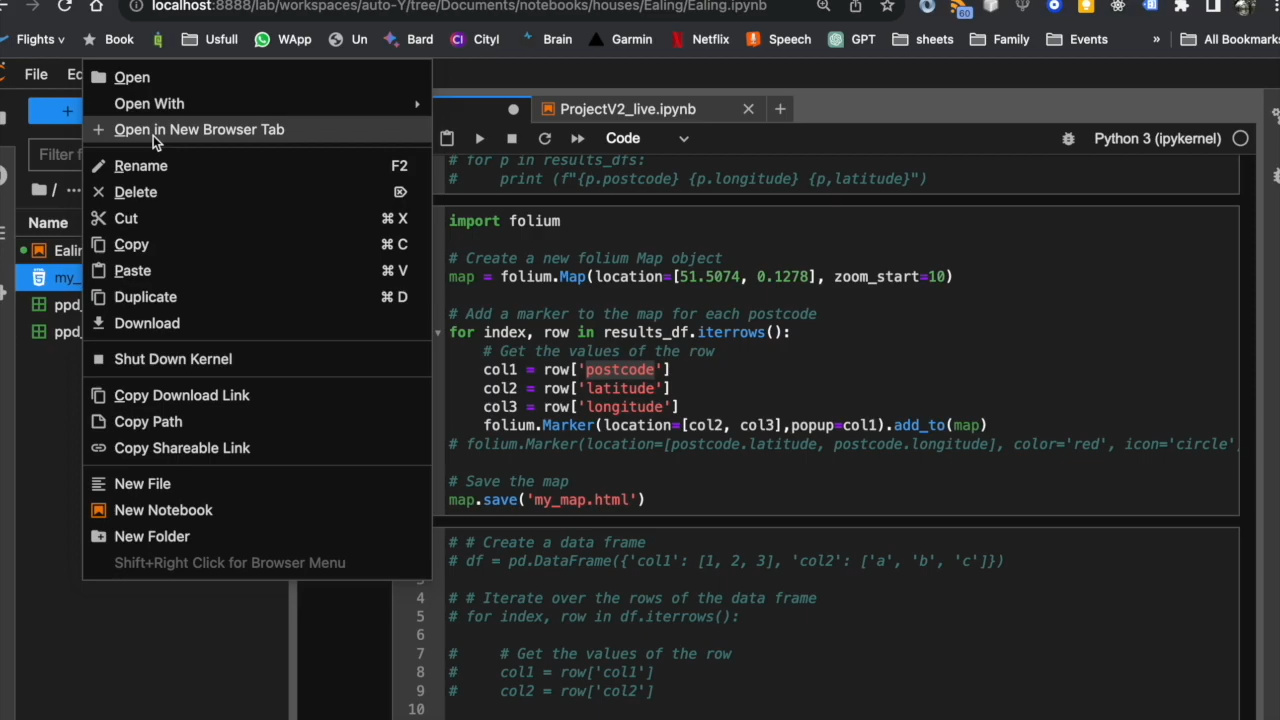 localhost:8888/lab/workspaces/auto-Y/tree/Documents/notebooks/houses/Ealing/Ealing.ipynb
60
Flights Book Usfull WApp Un Bard CI Cityl Brain Garmin Netflix Speech GPT sheets Family Events » All Bookmarks
File Ed
Open
Open With
Open in New Browser Tab
Rename F2
Delete
Cut ⌘ X
Copy ⌘ C
Paste ⌘ V
Duplicate ⌘ D
Download
Shut Down Kernel
Copy Download Link
Copy Path
Copy Shareable Link
New File
New Notebook
New Folder
Shift+Right Click for Browser Menu
+
Filter f
/ ...
Name
Ealin
my_
ppd_
ppd_
ProjectV2_live.ipynb
Code
Python 3 (ipykernel)
# for p in results_dfs:
#     print (f"{p.postcode} {p.longitude} {p,latitude}")
import folium
# Create a new folium Map object
map = folium.Map(location=[51.5074, 0.1278], zoom_start=10)
# Add a marker to the map for each postcode
for index, row in results_df.iterrows():
    # Get the values of the row
    col1 = row['postcode']
    col2 = row['latitude']
    col3 = row['longitude']
    folium.Marker(location=[col2, col3],popup=col1).add_to(map)
# folium.Marker(location=[postcode.latitude, postcode.longitude], color='red', icon='circle',
# Save the map
map.save('my_map.html')
# # Create a data frame
# df = pd.DataFrame({'col1': [1, 2, 3], 'col2': ['a', 'b', 'c']})
3
4 # # Iterate over the rows of the data frame
5 # for index, row in df.iterrows():
6
7 #     # Get the values of the row
8 #     col1 = row['col1']
9 #     col2 = row['col2']
10